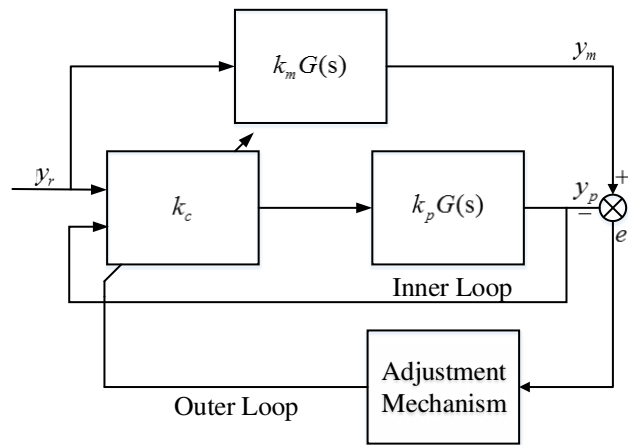 k_m G(s)
y_m
y_r
k_c
k_p G(s)
y_p
+
−
e
Inner Loop
Adjustment
Mechanism
Outer Loop